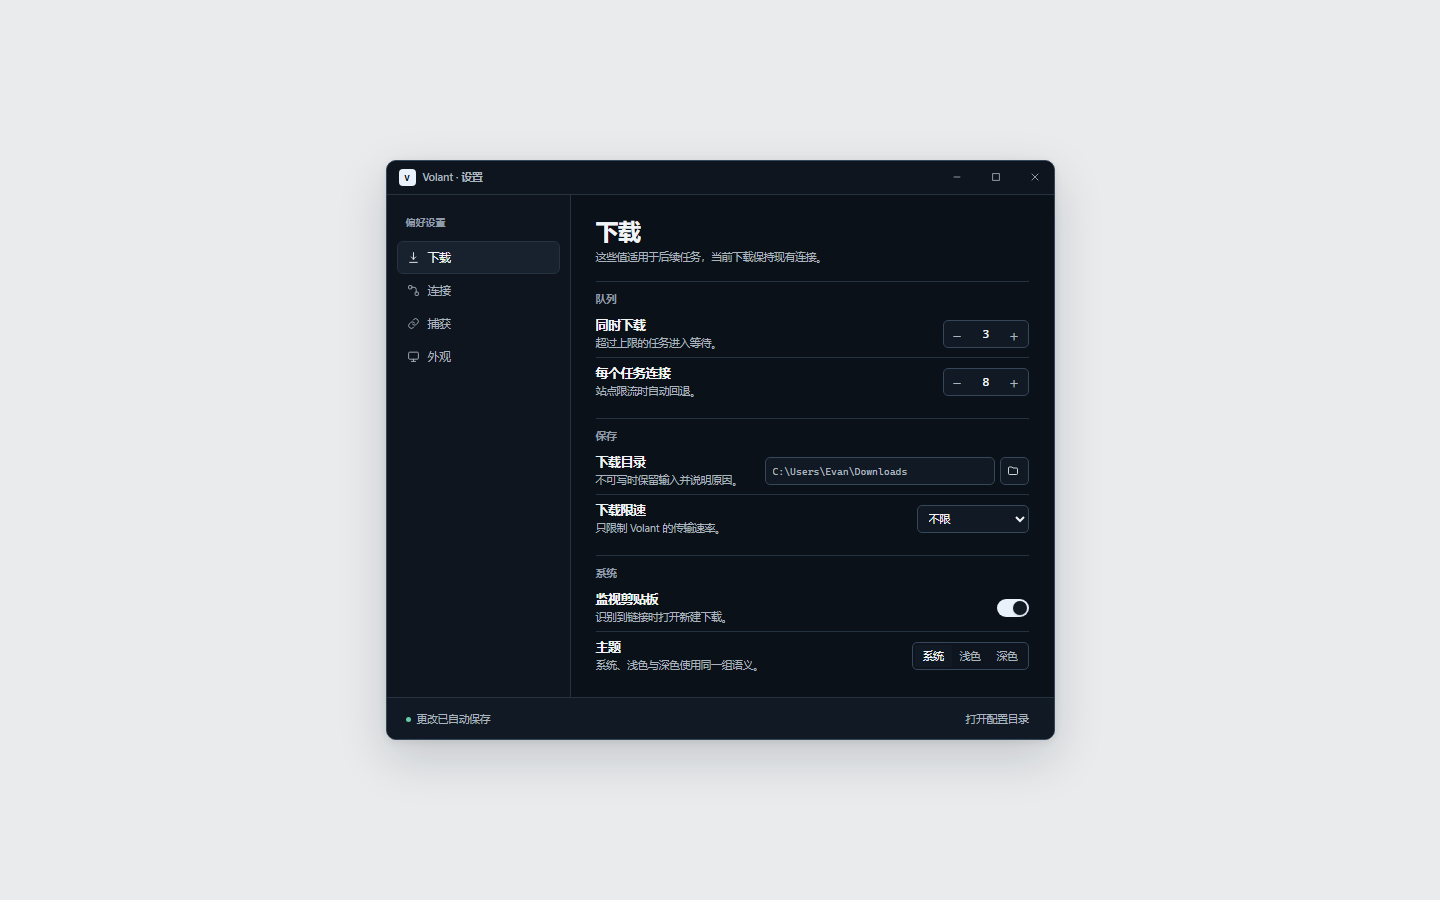 V Volant · 设置
偏好设置
下载
连接
捕获
外观
下载
这些值适用于后续任务，当前下载保持现有连接。
队列
同时下载
超过上限的任务进入等待。
− 3 +
每个任务连接
站点限流时自动回退。
− 8 +
保存
下载目录
不可写时保留输入并说明原因。
C:\Users\Evan\Downloads
下载限速
只限制 Volant 的传输速率。
不限
系统
监视剪贴板
识别到链接时打开新建下载。
主题
系统、浅色与深色使用同一组语义。
系统 浅色 深色
更改已自动保存
打开配置目录